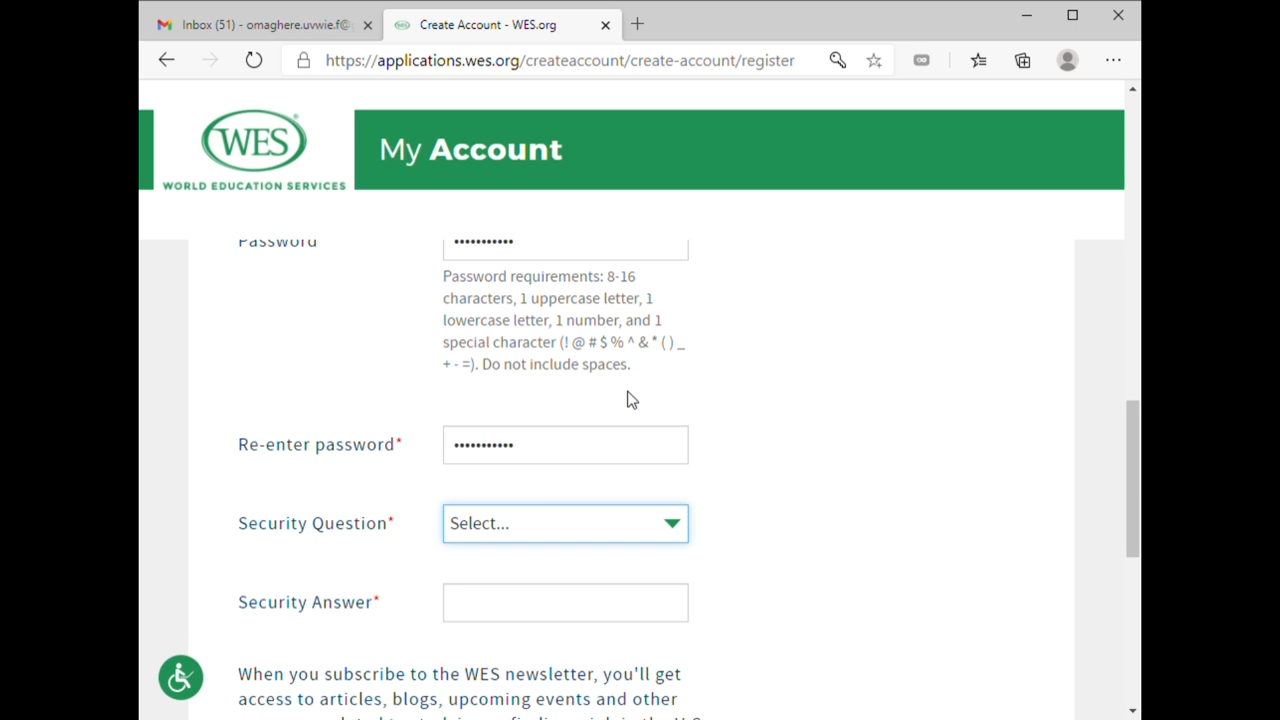 Inbox (51) - omaghere.uvwie.f@
Create Account - WES.org
https://applications.wes.org/createaccount/create-account/register
WES
WORLD EDUCATION SERVICES
My Account
Password
•••••••••••
Password requirements: 8-16
characters, 1 uppercase letter, 1
lowercase letter, 1 number, and 1
special character (! @ # $ % ^ & * ( ) _
+ - =). Do not include spaces.
Re-enter password*
•••••••••••
Security Question*
Select...
Security Answer*
When you subscribe to the WES newsletter, you'll get
access to articles, blogs, upcoming events and other